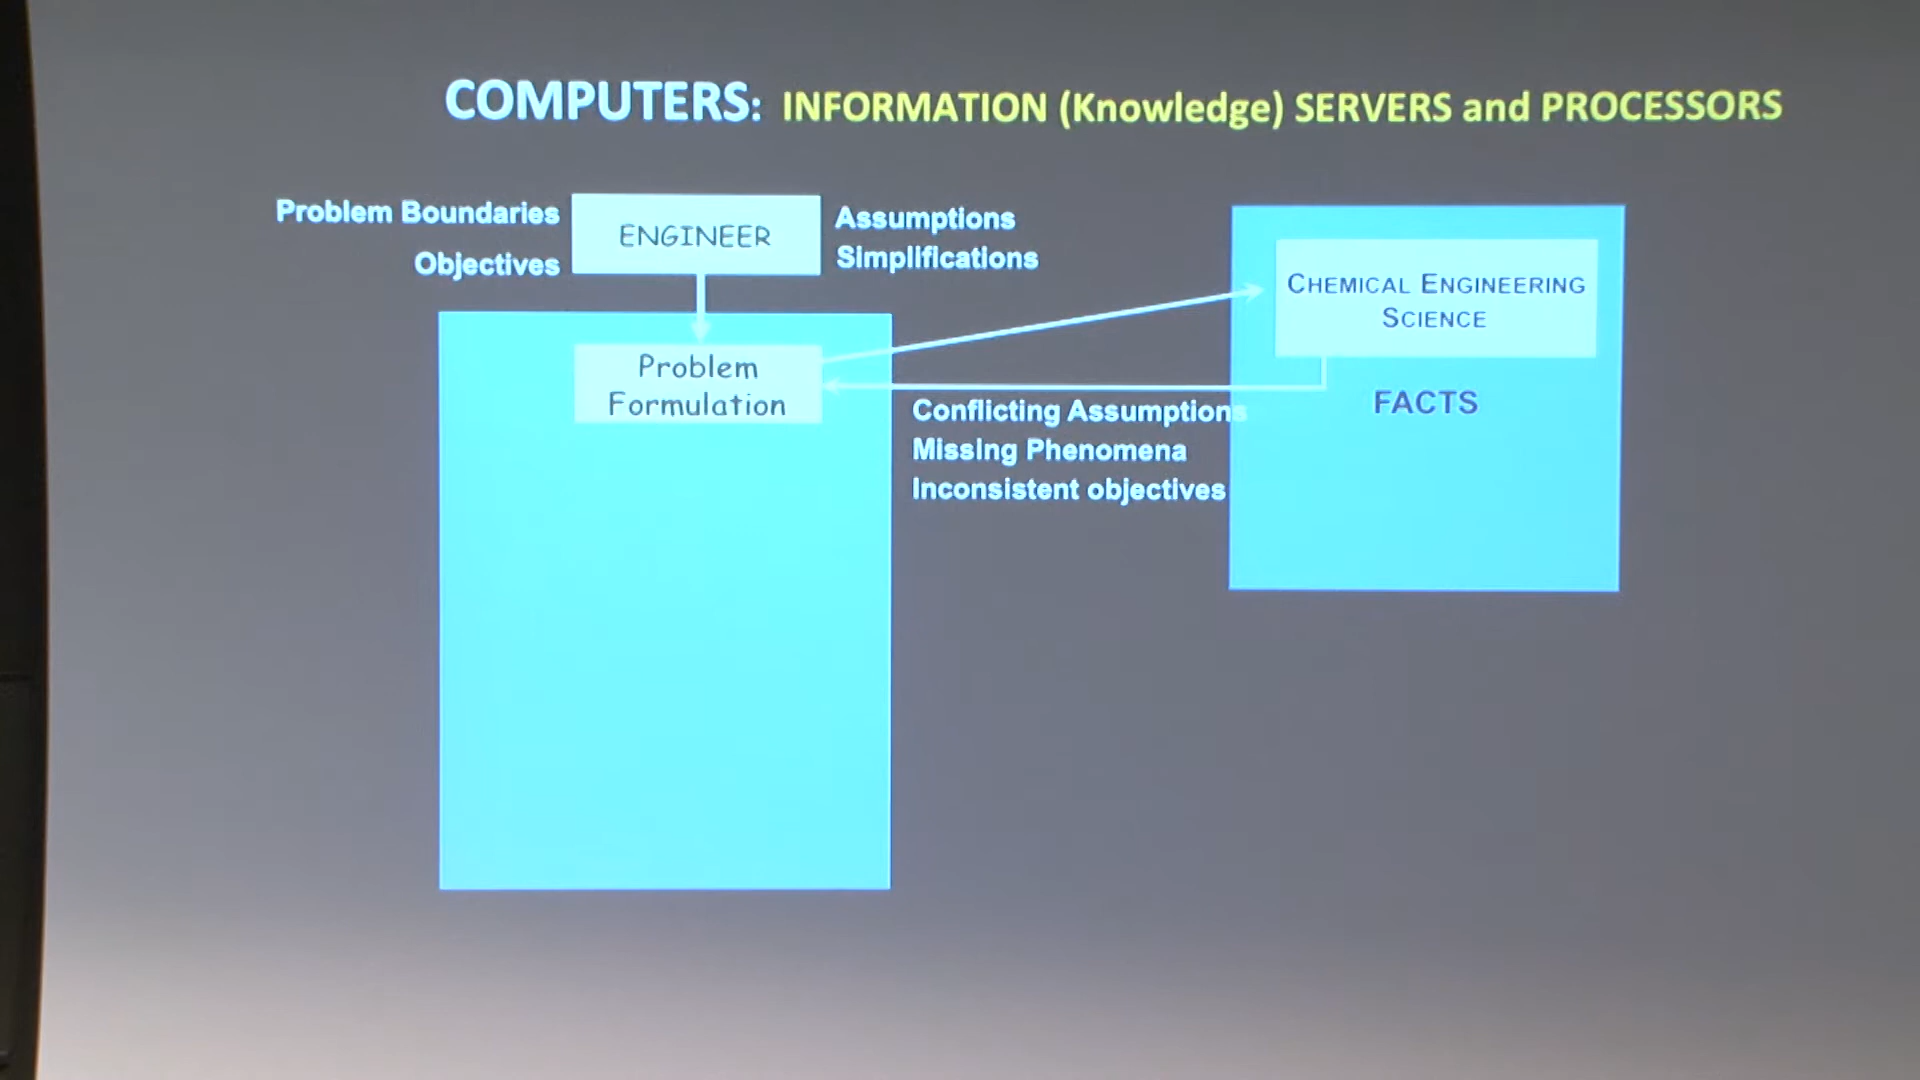 COMPUTERS: INFORMATION (Knowledge) SERVERS and PROCESSORS
Problem Boundaries
Objectives
ENGINEER
Assumptions
Simplifications
Problem
Formulation
CHEMICAL ENGINEERING
SCIENCE
FACTS
Conflicting Assumptions
Missing Phenomena
Inconsistent objectives